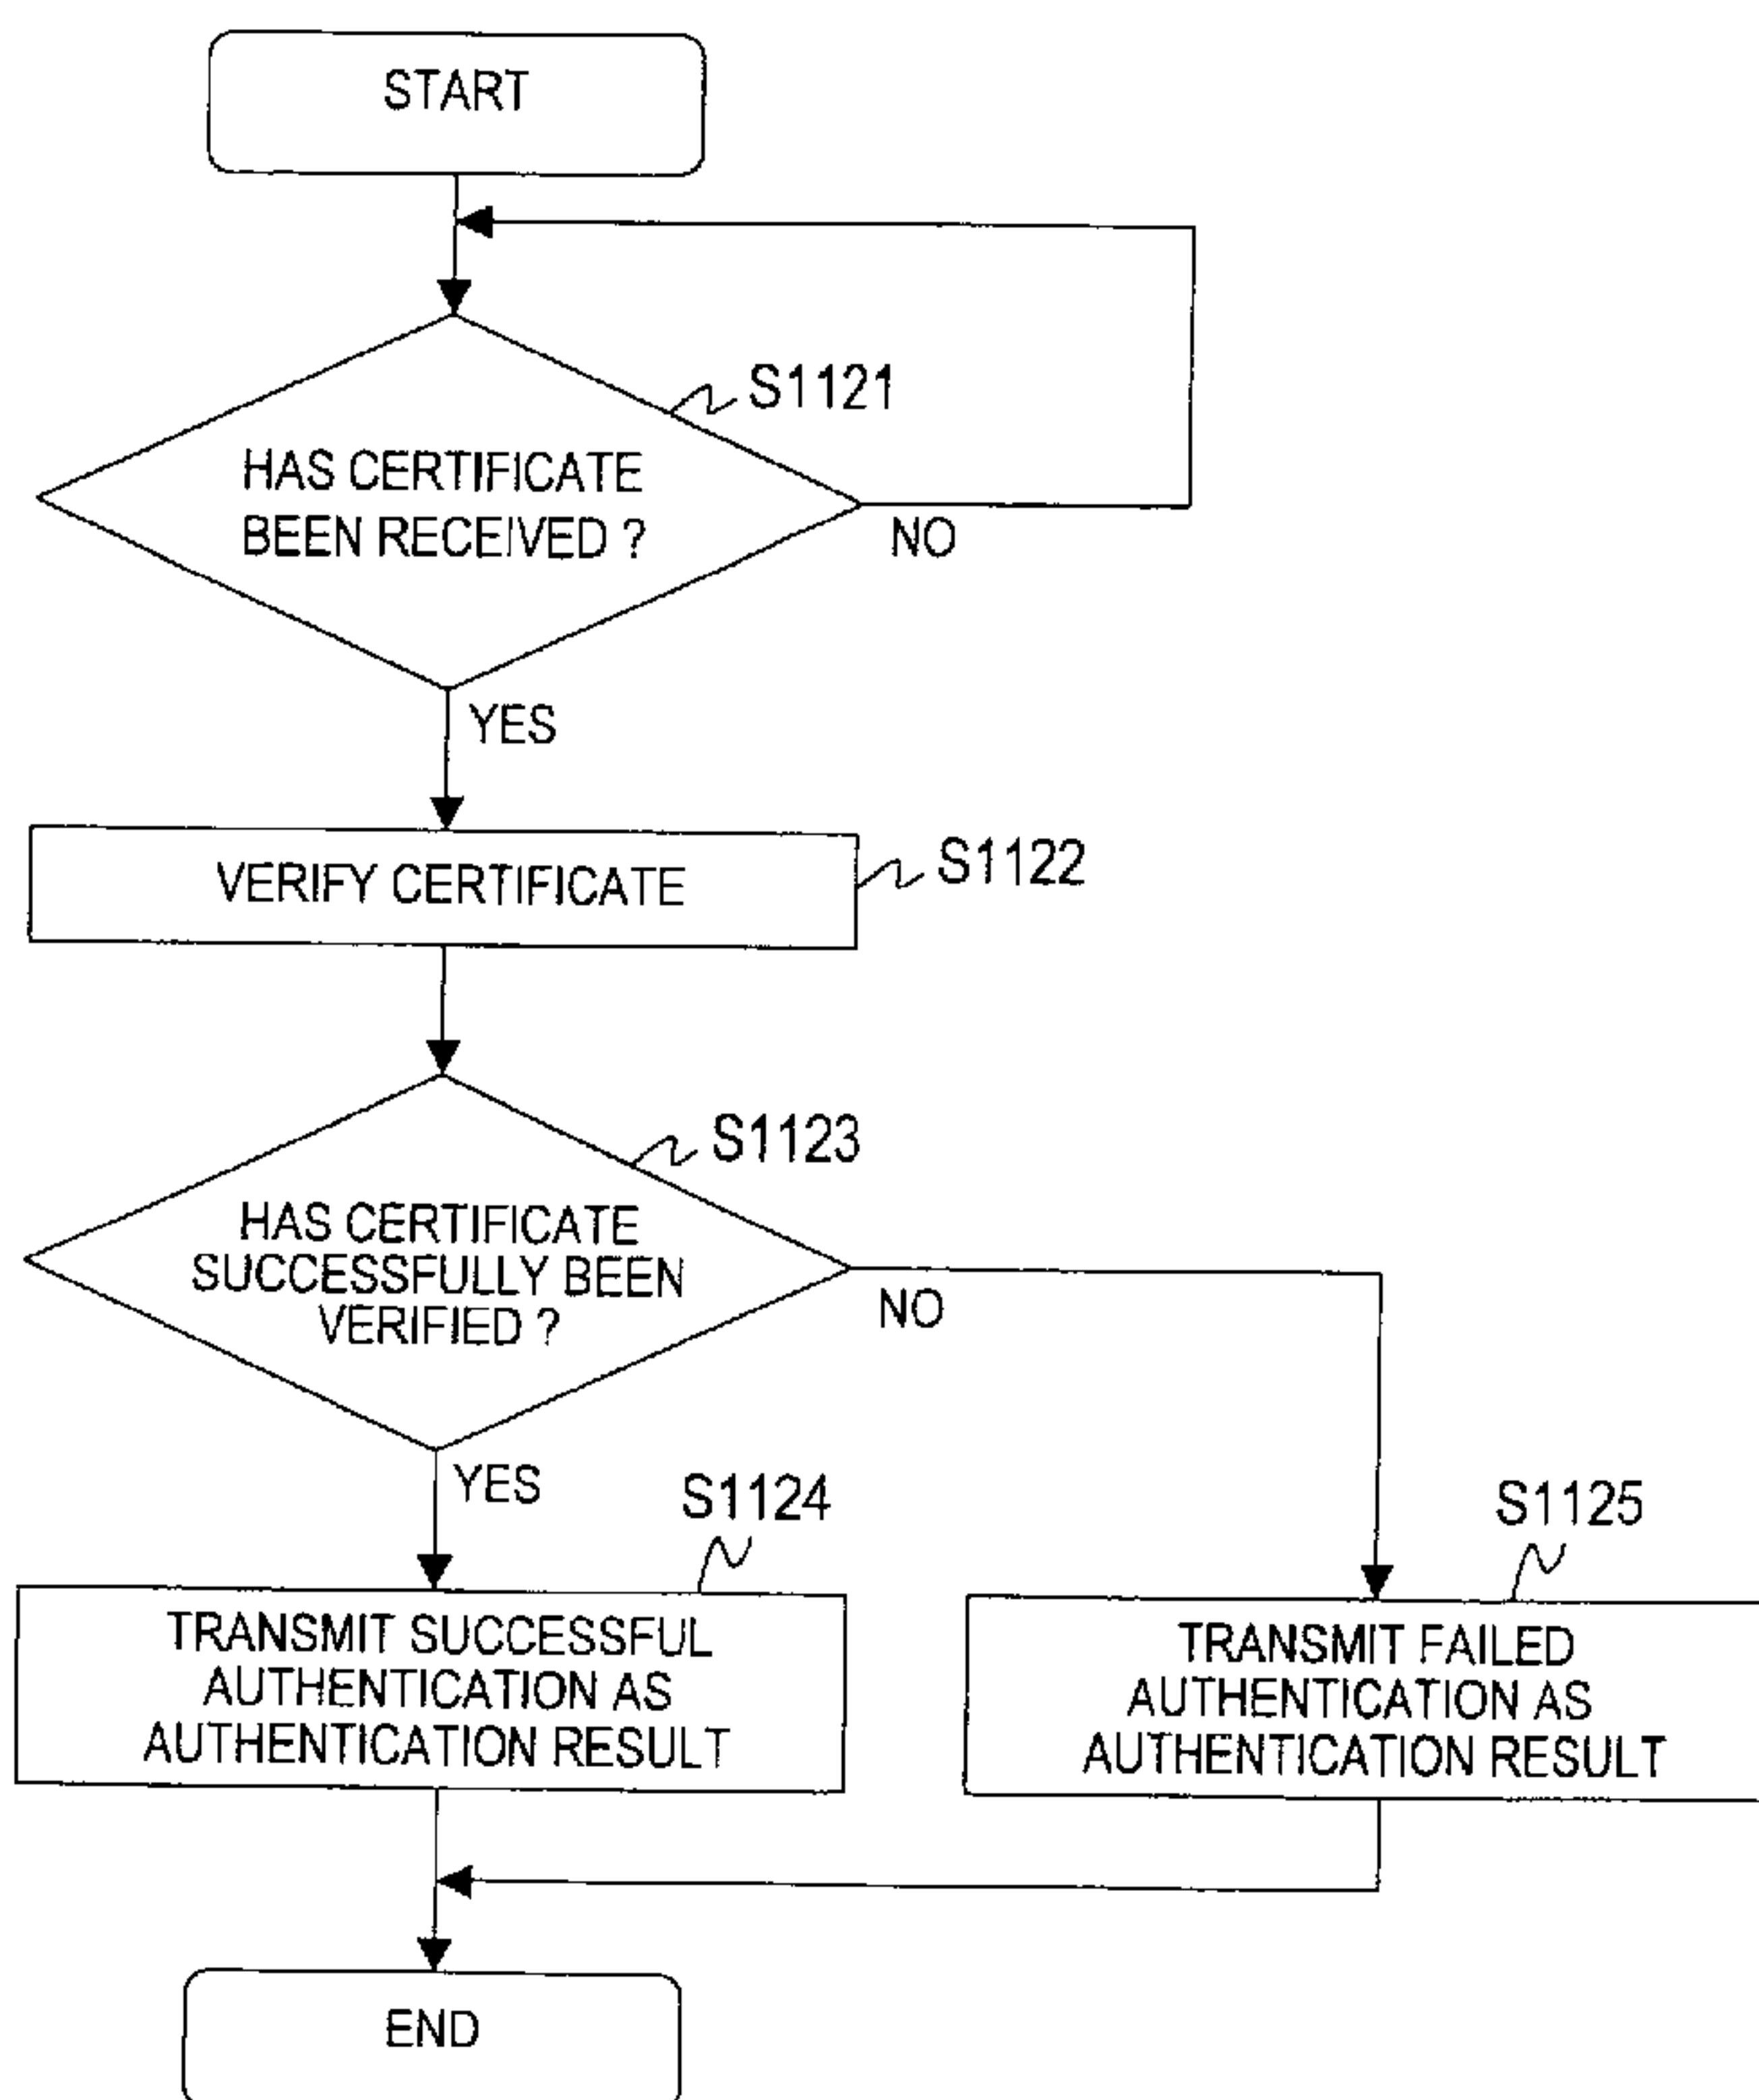 START
S1121
HAS CERTIFICATE
BEEN RECEIVED ?
NO
YES
VERIFY CERTIFICATE
S1122
S1123
HAS CERTIFICATE
SUCCESSFULLY BEEN
VERIFIED ?
NO
YES
S1124
TRANSMIT SUCCESSFUL
AUTHENTICATION AS
AUTHENTICATION RESULT
S1125
TRANSMIT FAILED
AUTHENTICATION AS
AUTHENTICATION RESULT
END